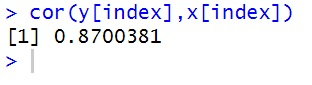 > cor(y[index],x[index])
[1] 0.8700381
>